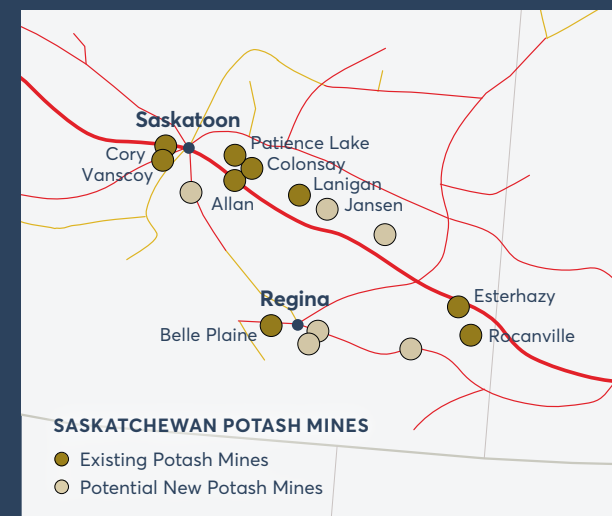 Saskatoon
Cory
Vanscoy
Patience Lake
Colonsay
Lanigan
Allan
Jansen
Regina
Esterhazy
Belle Plaine
Rocanville
SASKATCHEWAN POTASH MINES
Existing Potash Mines
Potential New Potash Mines